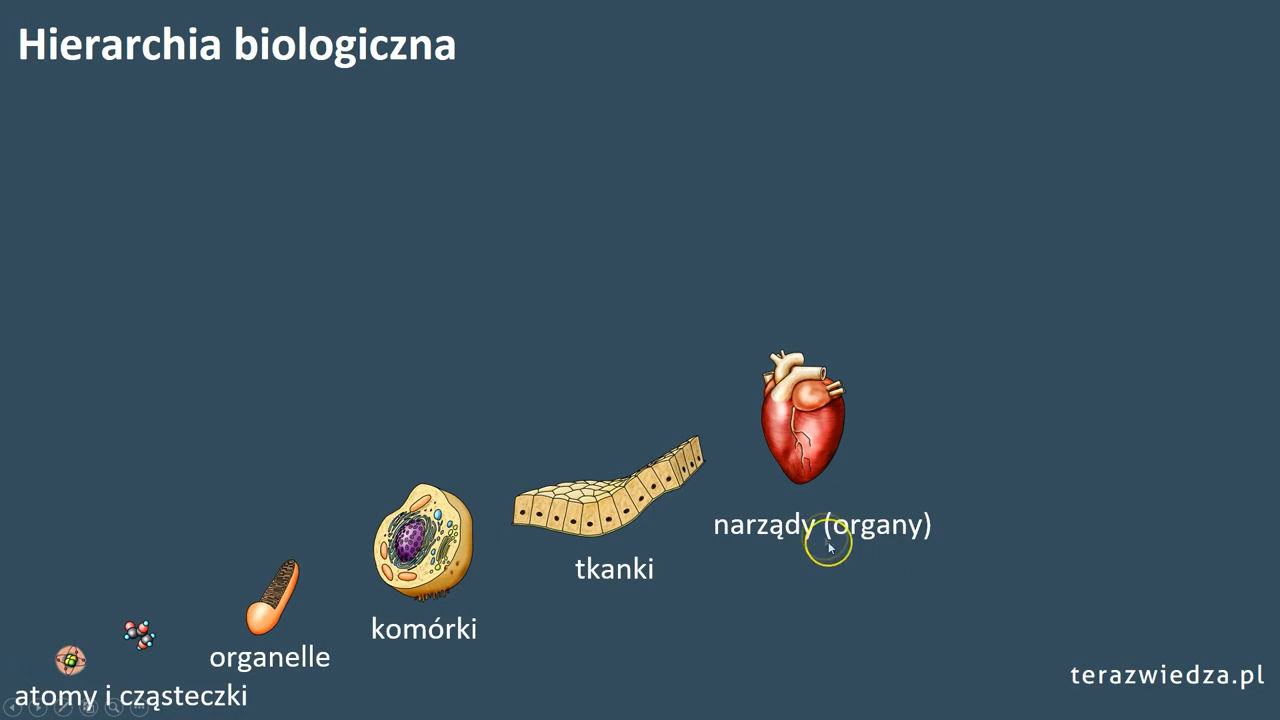 Hierarchia biologiczna
narządy (organy)
tkanki
komórki
organelle
atomy i cząsteczki
terazwiedza.pl